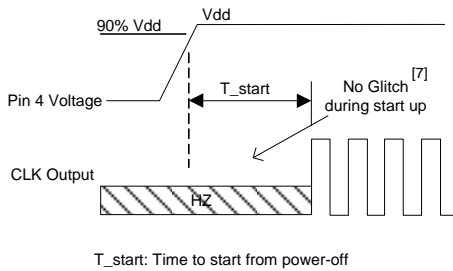 Vdd
90% Vdd
[7]
No Glitch
during start up
T_start
Pin 4 Voltage
CLK Output
HZ
T_start: Time to start from power-off